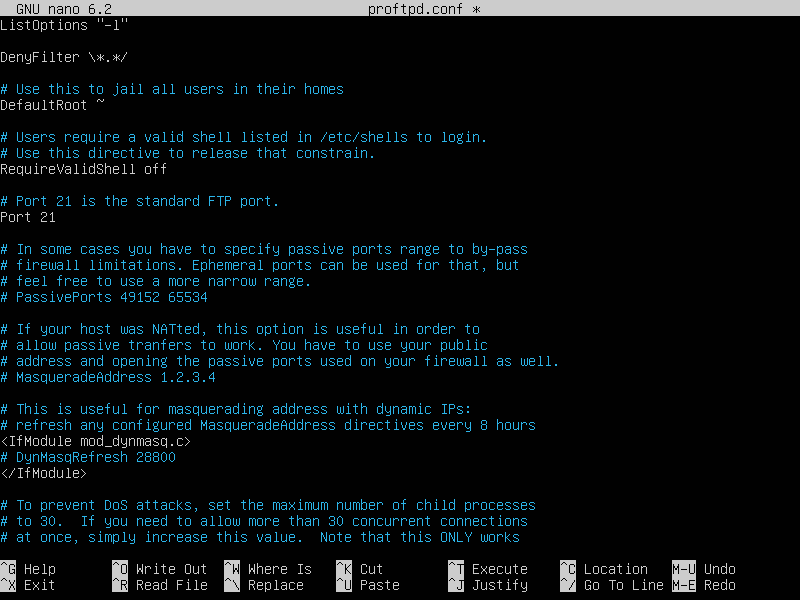 GNU nano 6.2 proftpd.conf *
ListOptions "-l"
DenyFilter \*.*/
# Use this to jail all users in their homes
DefaultRoot ~
# Users require a valid shell listed in /etc/shells to login.
# Use this directive to release that constrain.
RequireValidShell off
# Port 21 is the standard FTP port.
Port 21
# In some cases you have to specify passive ports range to by-pass
# firewall limitations. Ephemeral ports can be used for that, but
# feel free to use a more narrow range.
# PassivePorts 49152 65534
# If your host was NATted, this option is useful in order to
# allow passive tranfers to work. You have to use your public
# address and opening the passive ports used on your firewall as well.
# MasqueradeAddress 1.2.3.4
# This is useful for masquerading address with dynamic IPs:
# refresh any configured MasqueradeAddress directives every 8 hours
<IfModule mod_dynmasq.c>
# DynMasqRefresh 28800
</IfModule>
# To prevent DoS attacks, set the maximum number of child processes
# to 30.  If you need to allow more than 30 concurrent connections
# at once, simply increase this value.  Note that this ONLY works
^G Help ^O Write Out ^W Where Is ^K Cut ^T Execute ^C Location M-U Undo
^X Exit ^R Read File ^\ Replace ^U Paste ^J Justify ^/ Go To Line M-E Redo